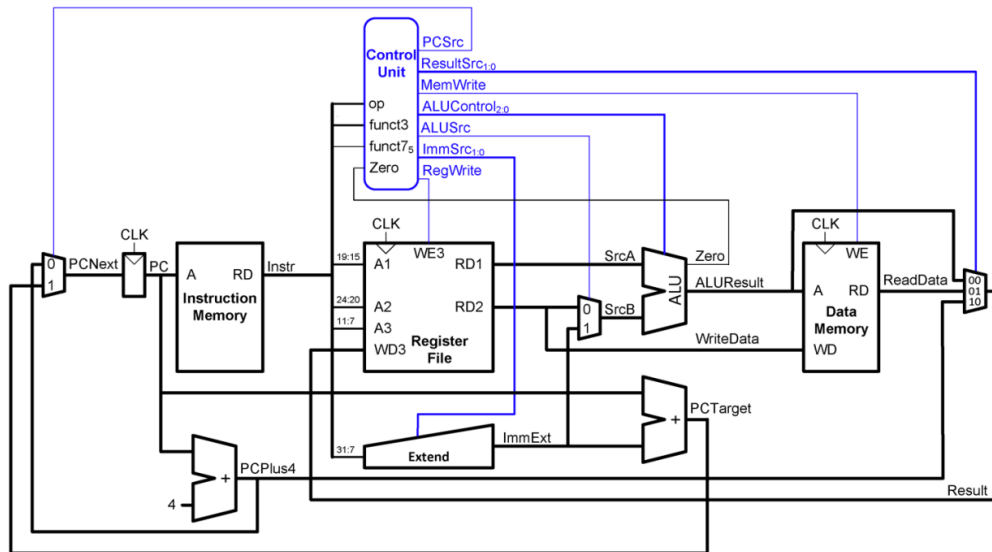 PCSrc
Control
Unit
ResultSrc1:0
MemWrite
op
ALUControl2:0
funct3
ALUSrc
funct75
ImmSrc1:0
Zero
RegWrite
CLK
CLK
CLK
0
1
PCNext
PC
A
RD
Instruction
Memory
Instr
19:15
A1
WE3
RD1
24:20
A2
RD2
11:7
A3
WD3
Register
File
SrcA
0
1
SrcB
ALU
Zero
ALUResult
WriteData
A
RD
WE
Data
Memory
WD
ReadData
00
01
10
+
PCTarget
31:7
Extend
ImmExt
PCPlus4
+
4
Result